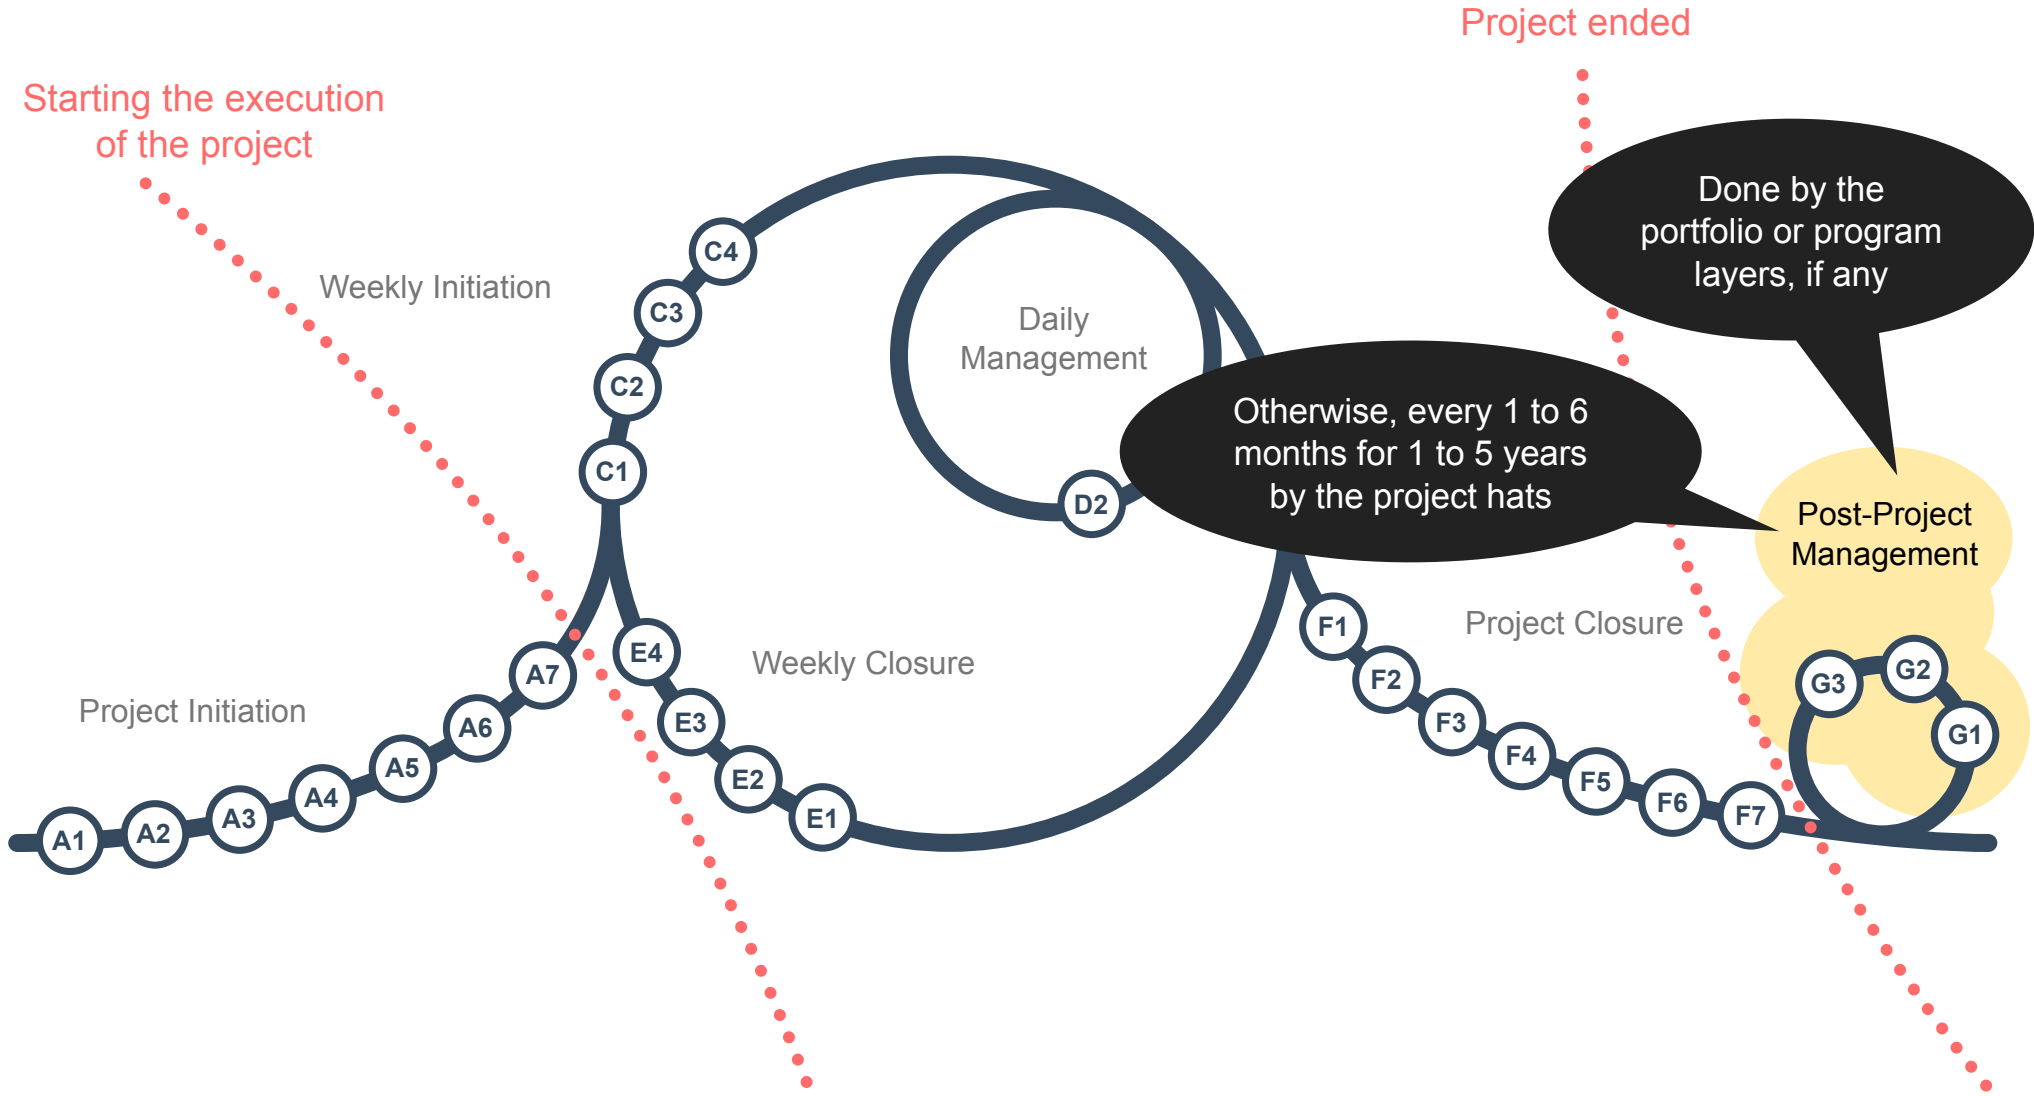 Project ended
Starting the execution
of the project
Done by the
portfolio or program
layers, if any
Weekly Initiation
C4
C3
C2
C1
Daily
Management
D2
Otherwise, every 1 to 6
months for 1 to 5 years
by the project hats
Post-Project
Management
Project Initiation
A1
A2
A3
A4
A5
A6
A7
Weekly Closure
E4
E3
E2
E1
Project Closure
F1
F2
F3
F4
F5
F6
F7
G3
G2
G1